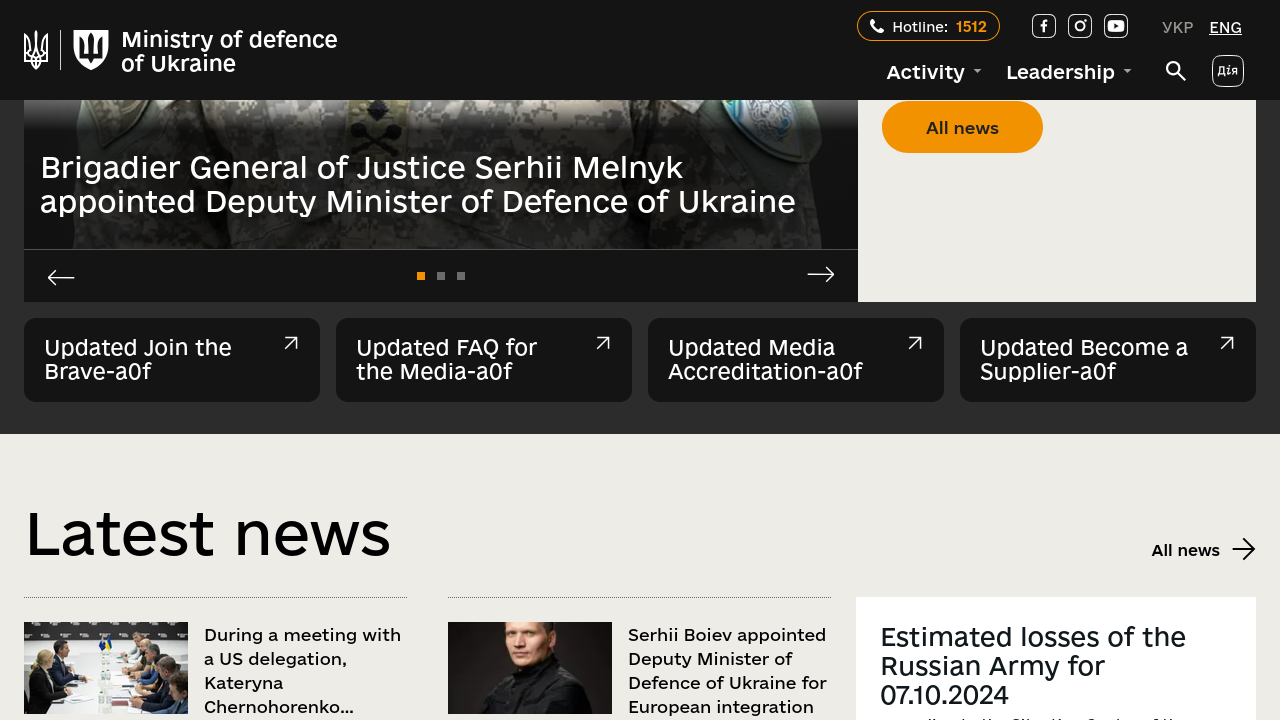 Ministry of defence
of Ukraine
Hotline: 1512
УКР ENG
Activity Leadership
Дія
All news
Brigadier General of Justice Serhii Melnyk
appointed Deputy Minister of Defence of Ukraine
Updated Join the
Brave-a0f
Updated FAQ for
the Media-a0f
Updated Media
Accreditation-a0f
Updated Become a
Supplier-a0f
Latest news
All news
During a meeting with
a US delegation,
Kateryna
Chernohorenko...
Serhii Boiev appointed
Deputy Minister of
Defence of Ukraine for
European integration
Estimated losses of the
Russian Army for
07.10.2024